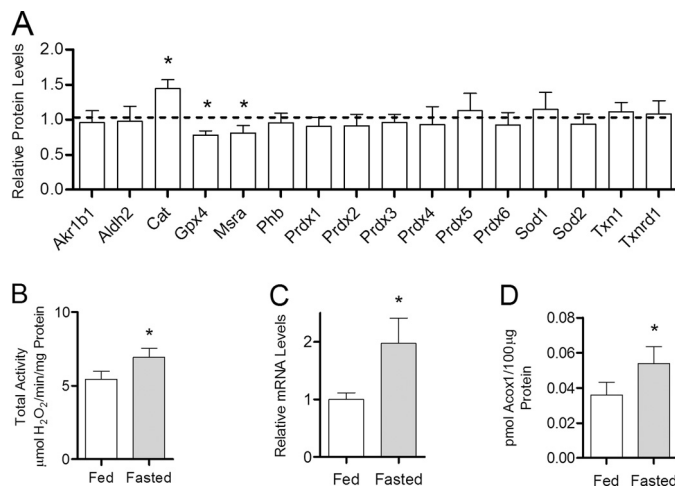 A
Relative Protein Levels
2.0
1.5
1.0
0.5
0.0
* * *
Akr1b1 Aldh2 Cat Gpx4 Msra Phb Prdx1 Prdx2 Prdx3 Prdx4 Prdx5 Prdx6 Sod1 Sod2 Txn1 Txnrd1
B
Total Activity
μmol H₂O₂/min/mg Protein
10
5
0
*
Fed Fasted
C
Relative mRNA Levels
2
1
0
*
Fed Fasted
D
pmol Acox1/100μg
Protein
0.08
0.06
0.04
0.02
0.00
*
Fed Fasted